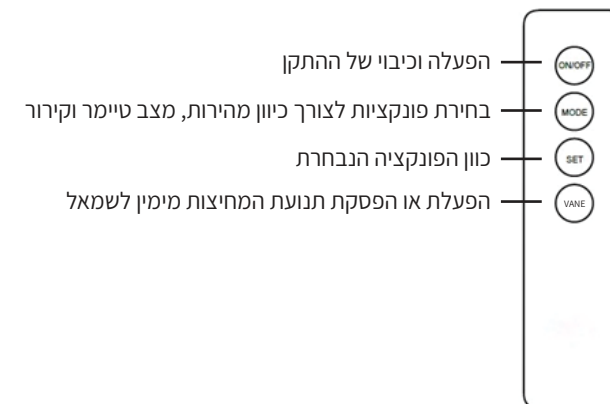 הפעלה וכיבוי של ההתקן
ON/OFF
בחירת פונקציות לצורך כיוון מהירות, מצב טיימר וקירור
MODE
כוון הפונקציה הנבחרת
SET
הפעלת או הפסקת תנועת המחיצות מימין לשמאל
VANE